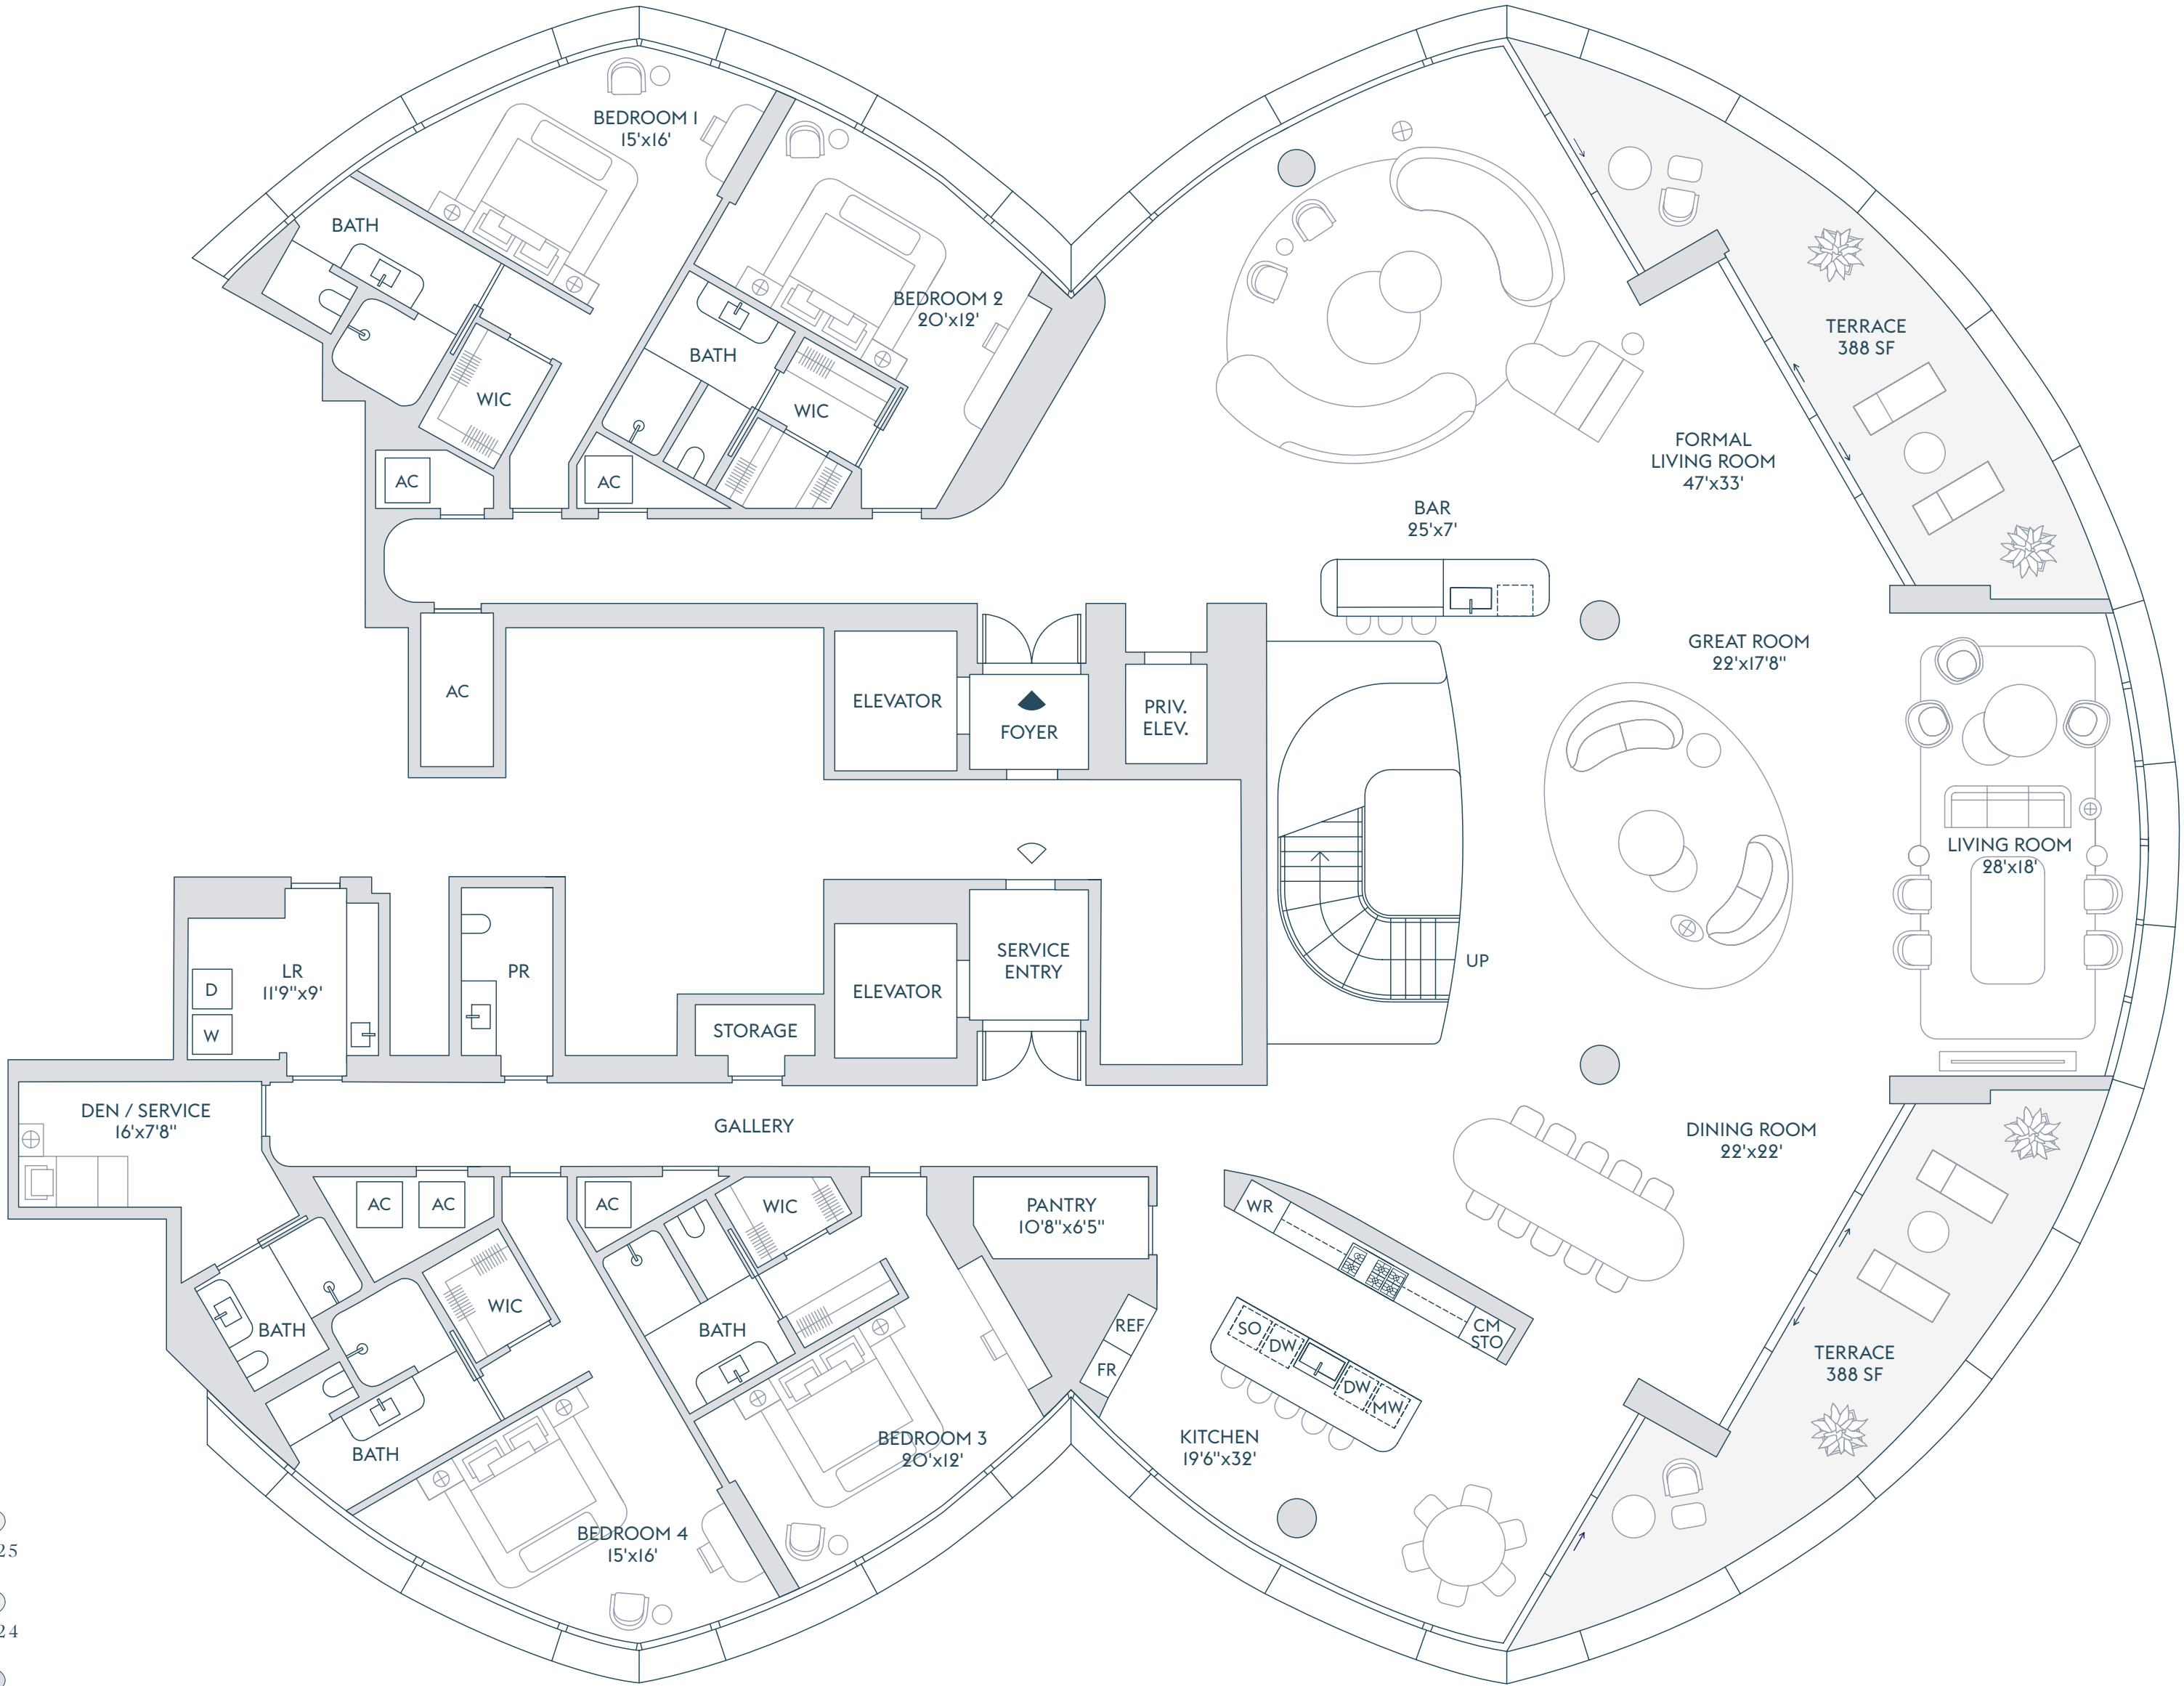 BEDROOM 1
15'x16'
BATH
BEDROOM 2
20'x12'
BATH
WIC
WIC
AC
AC
TERRACE
388 SF
FORMAL
LIVING ROOM
47'x33'
BAR
25'x7'
GREAT ROOM
22'x17'8"
AC
ELEVATOR
FOYER
PRIV.
ELEV.
LIVING ROOM
28'x18'
LR
11'9"x9'
D
W
PR
STORAGE
ELEVATOR
SERVICE
ENTRY
UP
DEN / SERVICE
16'x7'8"
GALLERY
DINING ROOM
22'x22'
AC
AC
AC
WIC
PANTRY
10'8"x6'5"
WR
WIC
BATH
BATH
REF
FR
SO
DW
DW
MW
CM
STO
TERRACE
388 SF
BATH
BEDROOM 3
20'x12'
KITCHEN
19'6"x32'
BEDROOM 4
15'x16'
25
24